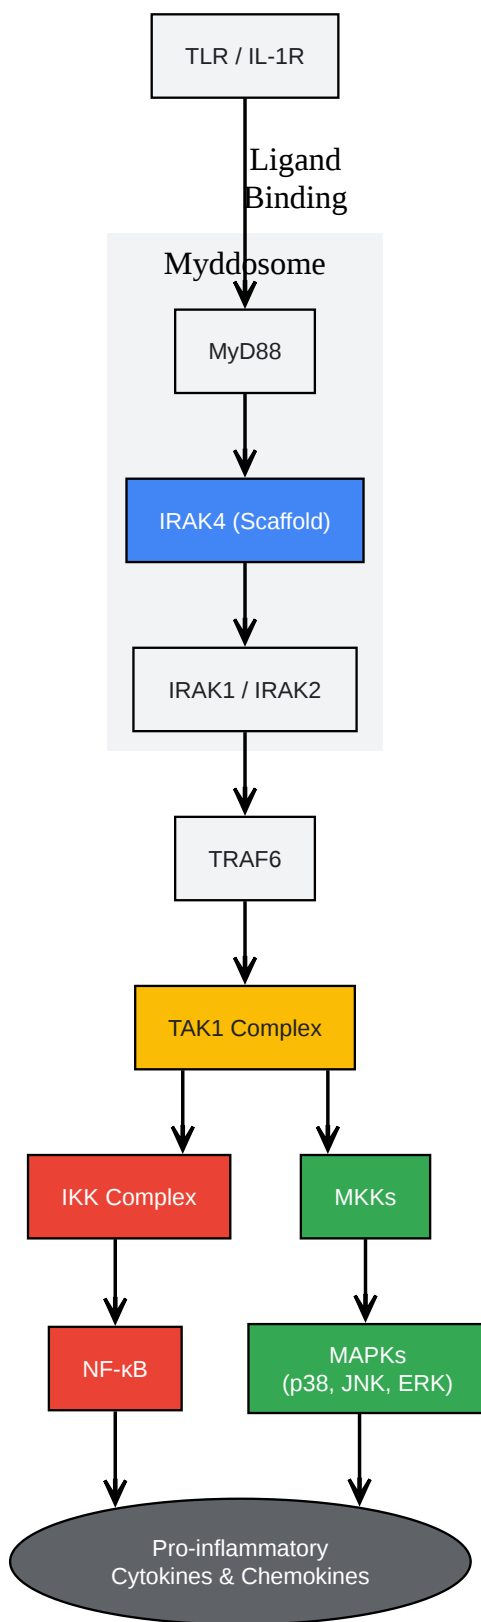 TLR / IL-1R
Ligand
Binding
Myddosome
MyD88
IRAK4 (Scaffold)
IRAK1 / IRAK2
TRAF6
TAK1 Complex
IKK Complex
MKKs
NF-κB
MAPKs
(p38, JNK, ERK)
Pro-inflammatory
Cytokines & Chemokines